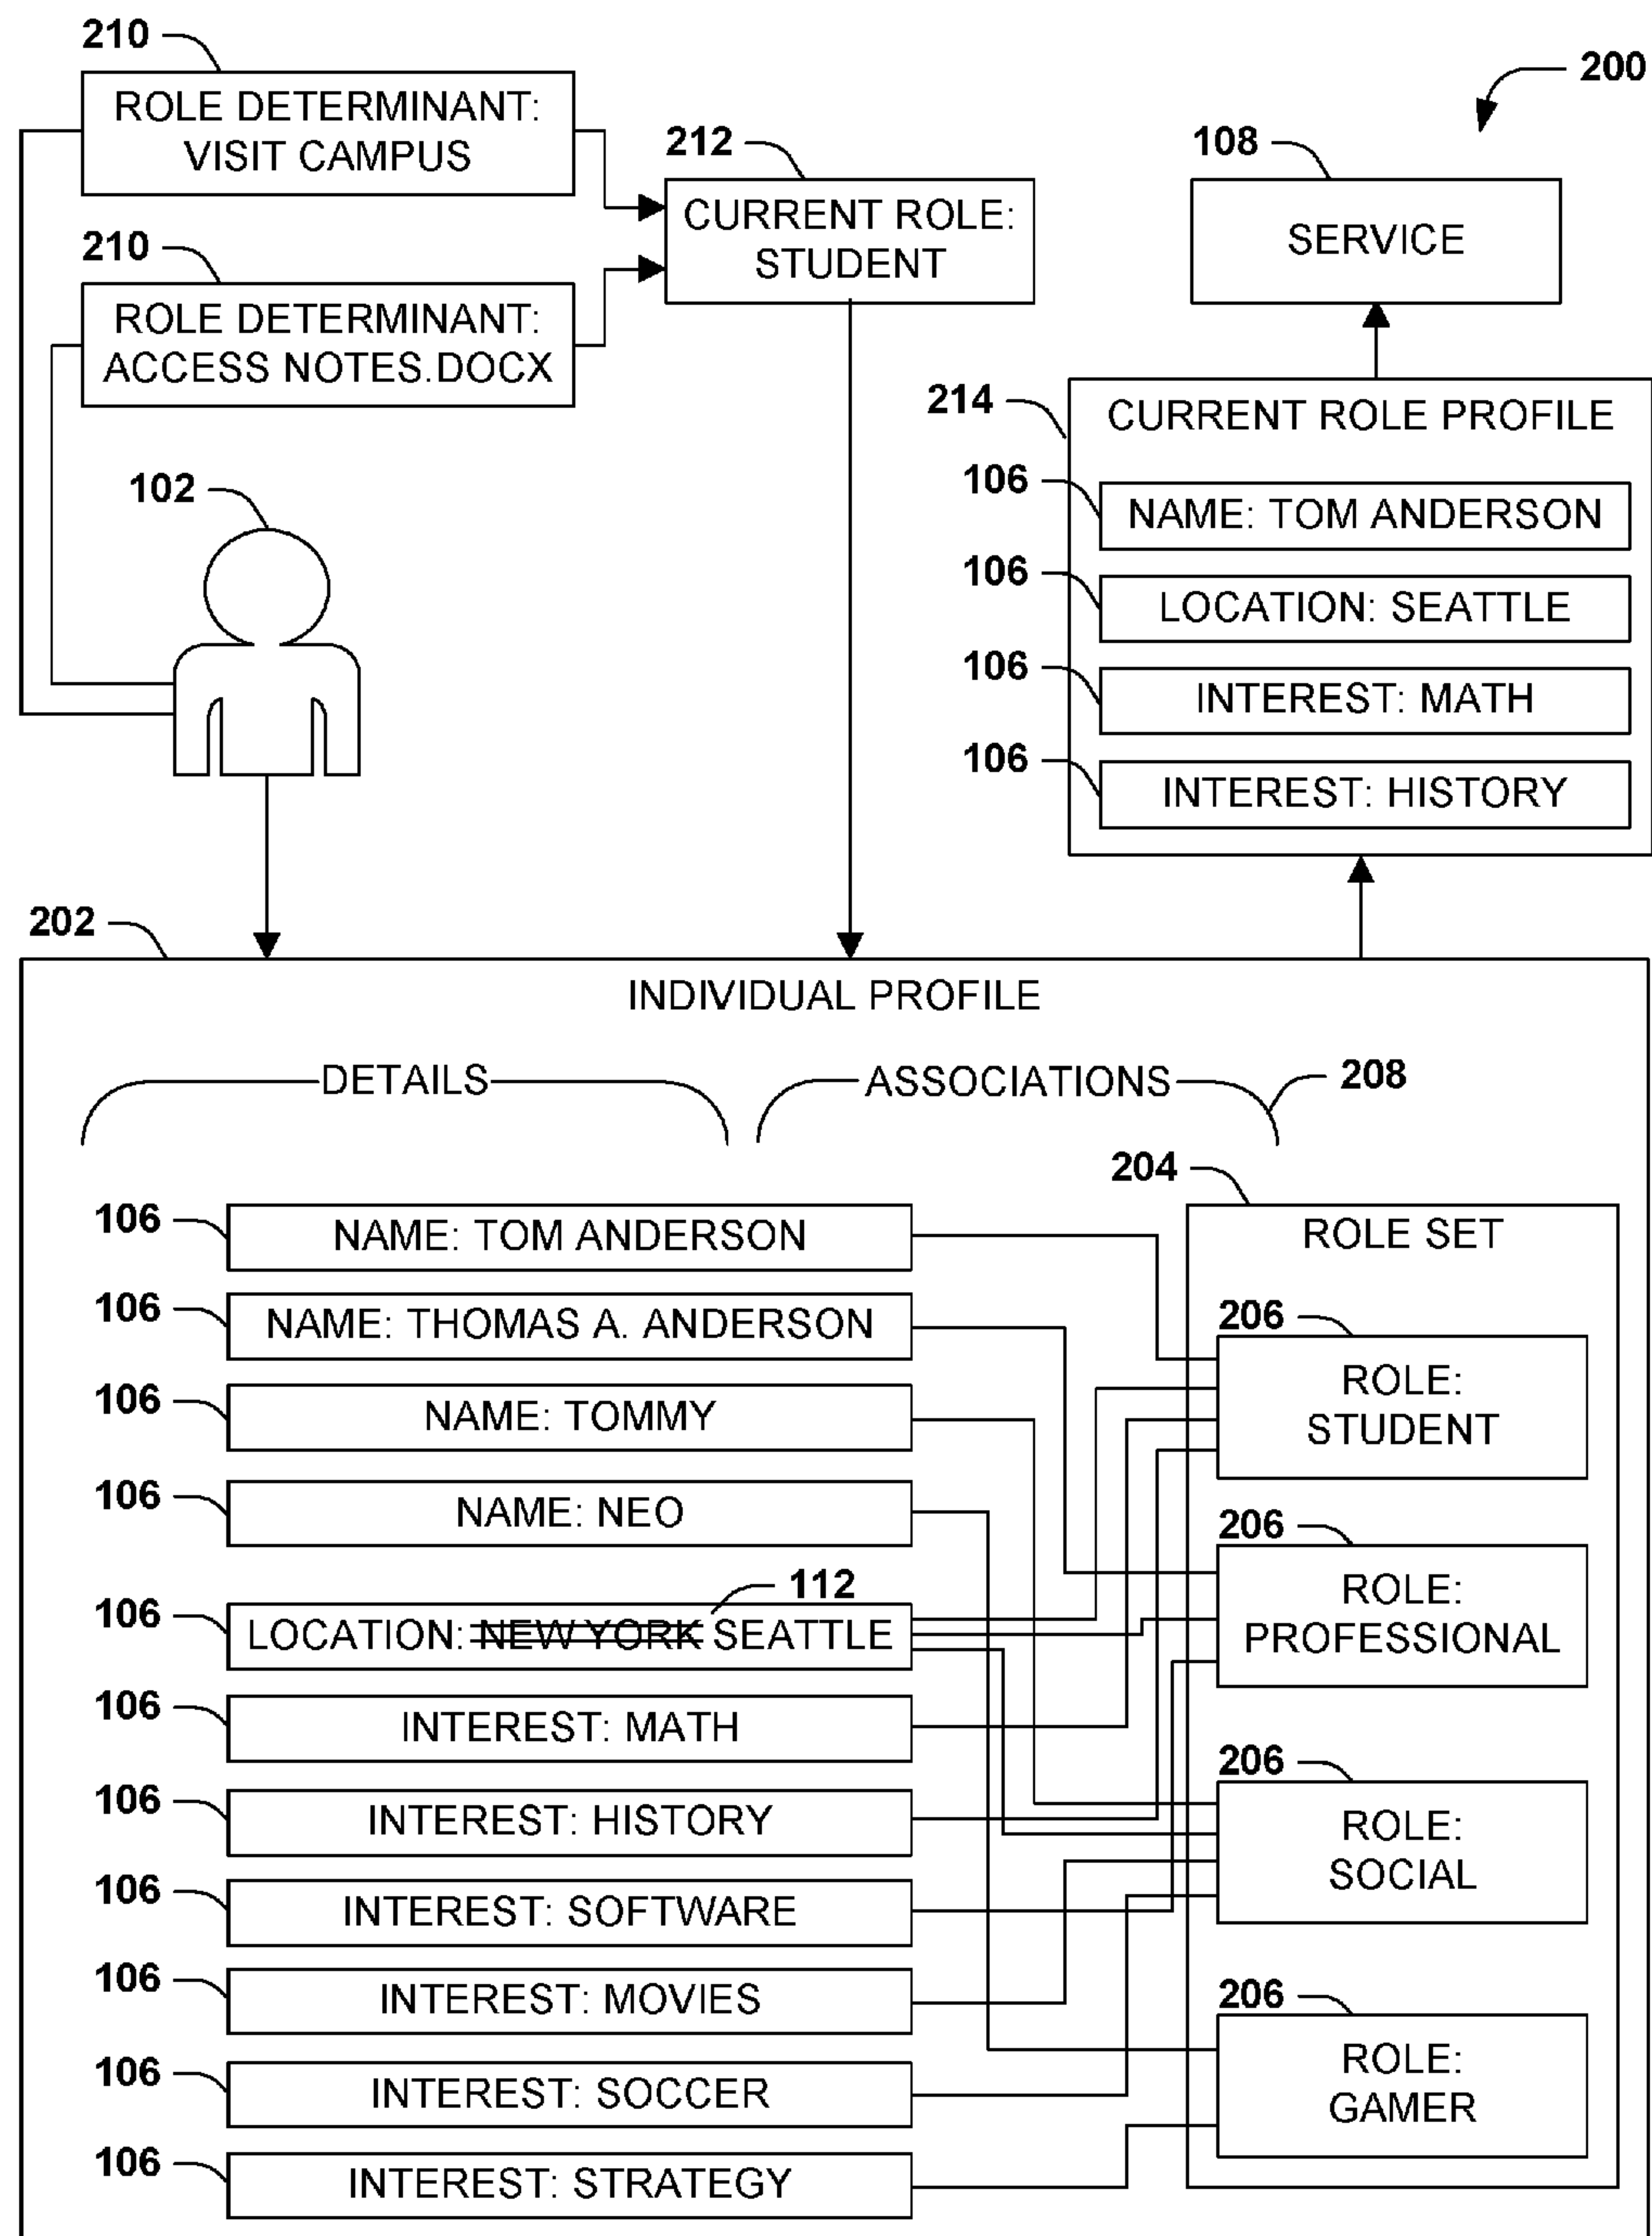 210
ROLE DETERMINANT:
VISIT CAMPUS
210
ROLE DETERMINANT:
ACCESS NOTES.DOCX
212
CURRENT ROLE:
STUDENT
200
108
SERVICE
214
CURRENT ROLE PROFILE
106
NAME: TOM ANDERSON
106
LOCATION: SEATTLE
106
INTEREST: MATH
106
INTEREST: HISTORY
102
202
INDIVIDUAL PROFILE
DETAILS
ASSOCIATIONS
208
106
NAME: TOM ANDERSON
106
NAME: THOMAS A. ANDERSON
106
NAME: TOMMY
106
NAME: NEO
112
106
LOCATION: NEW YORK SEATTLE
106
INTEREST: MATH
106
INTEREST: HISTORY
106
INTEREST: SOFTWARE
106
INTEREST: MOVIES
106
INTEREST: SOCCER
106
INTEREST: STRATEGY
204
ROLE SET
206
ROLE:
STUDENT
206
ROLE:
PROFESSIONAL
206
ROLE:
SOCIAL
206
ROLE:
GAMER